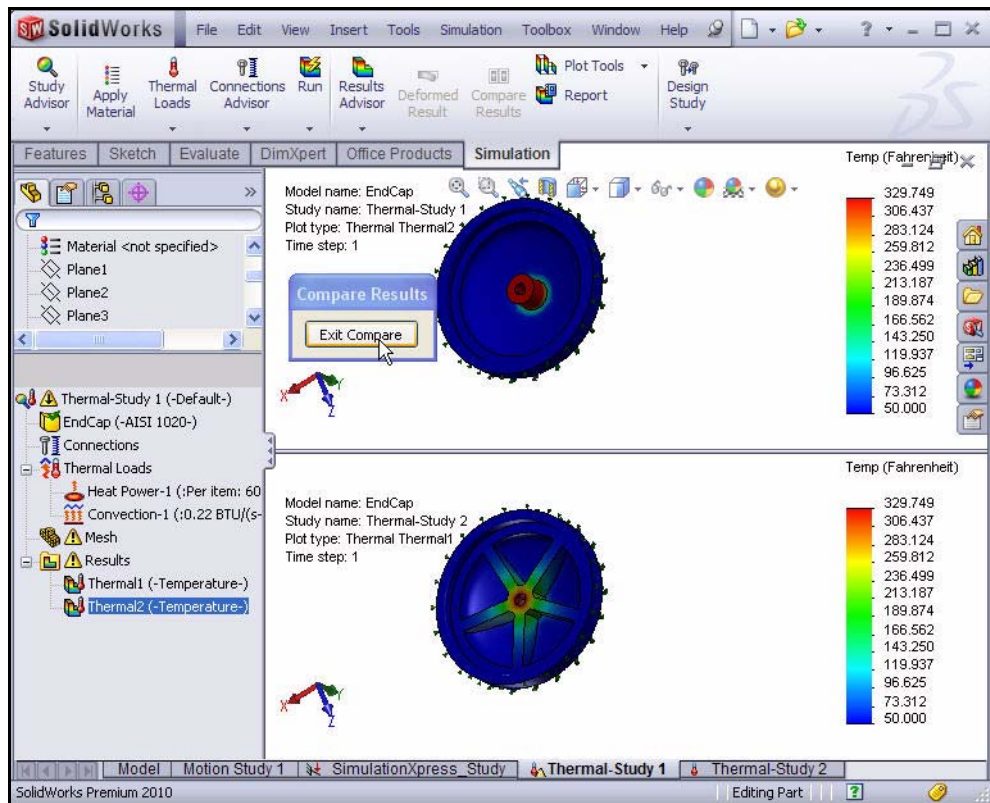 SolidWorks File Edit View Insert Tools Simulation Toolbox Window Help ?
Study Advisor
Apply Material
Thermal Loads
Connections Advisor
Run
Results Advisor
Deformed Result
Compare Results
Plot Tools
Report
Design Study
Features Sketch Evaluate DimXpert Office Products Simulation
Material <not specified>
Plane1
Plane2
Plane3
Thermal-Study 1 (-Default-)
EndCap (-AISI 1020-)
Connections
Thermal Loads
Heat Power-1 (:Per item: 60
Convection-1 (:0.22 BTU/(s-
Mesh
Results
Thermal1 (-Temperature-)
Thermal2 (-Temperature-)
Model name: EndCap
Study name: Thermal-Study 1
Plot type: Thermal Thermal2
Time step: 1
Compare Results
Exit Compare
X Y Z
Temp (Fahrenheit)
329.749
306.437
283.124
259.812
236.499
213.187
189.874
166.562
143.250
119.937
96.625
73.312
50.000
Model name: EndCap
Study name: Thermal-Study 2
Plot type: Thermal Thermal1
Time step: 1
X Y Z
Temp (Fahrenheit)
329.749
306.437
283.124
259.812
236.499
213.187
189.874
166.562
143.250
119.937
96.625
73.312
50.000
Model Motion Study 1 SimulationXpress_Study Thermal-Study 1 Thermal-Study 2
SolidWorks Premium 2010 Editing Part ?